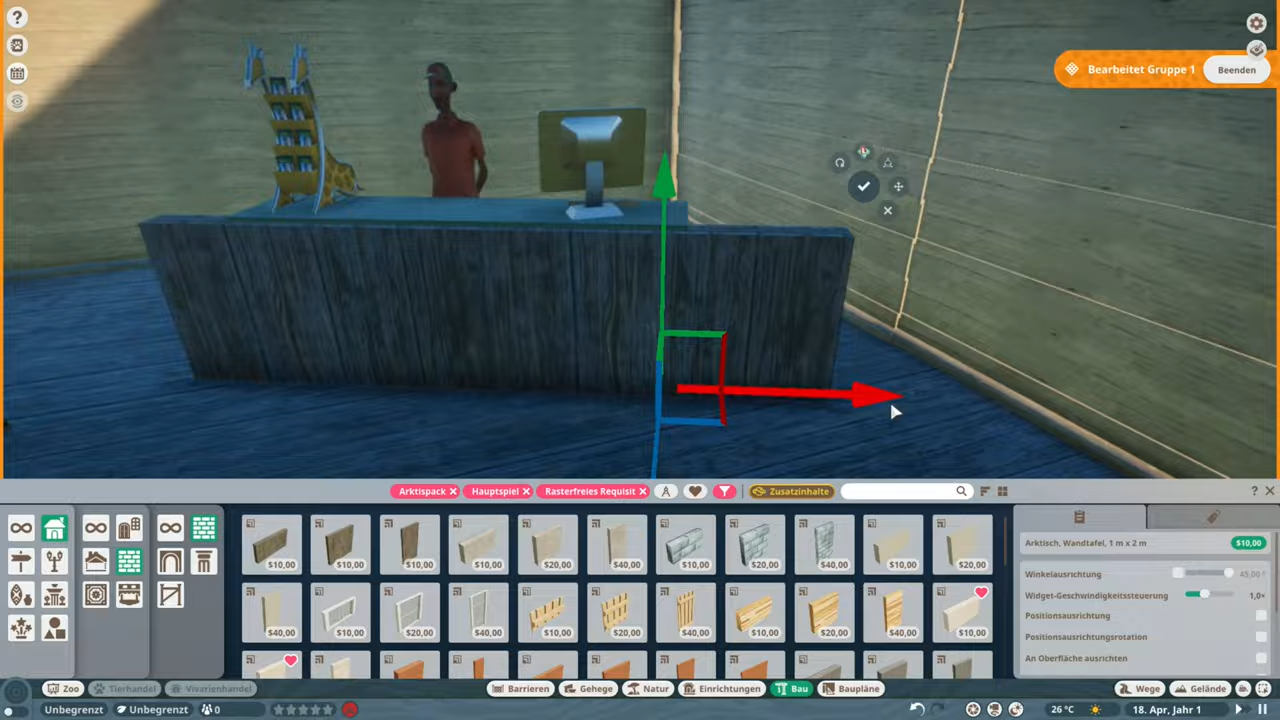 ?
Bearbeitet Gruppe 1
Beenden
Arktispack ×
Hauptspiel ×
Rasterfreies Requisit ×
Zusatzinhalte
? ×
$10,00 $10,00 $10,00 $10,00 $20,00 $40,00 $10,00 $20,00 $40,00 $10,00 $20,00
$40,00 $10,00 $20,00 $40,00 $10,00 $20,00 $40,00 $10,00 $20,00 $40,00 $10,00
Arktisch, Wandtafel, 1 m x 2 m $10,00
Winkelausrichtung 45,00 °
Widget-Geschwindigkeitssteuerung 1,0×
Positionsausrichtung
Positionsausrichtungsrotation
An Oberfläche ausrichten
Zoo
Tierhandel
Vivarienhandel
Barrieren
Gehege
Natur
Einrichtungen
Bau
Baupläne
Wege
Gelände
Unbegrenzt
Unbegrenzt
0
26 °C
18. Apr, Jahr 1